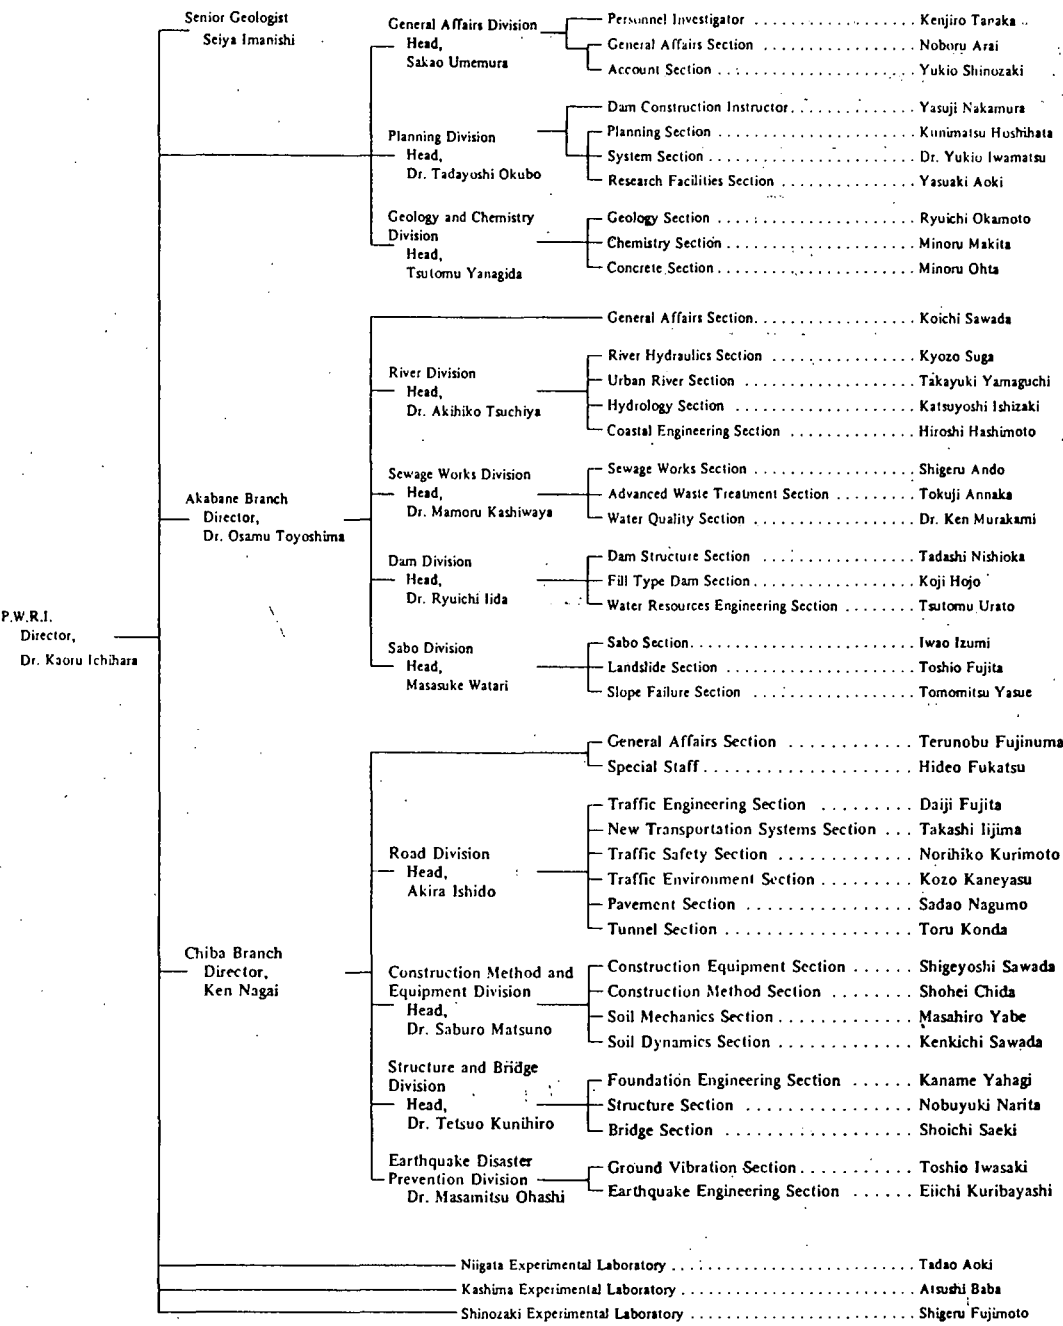 P.W.R.I.
Director,
Dr. Kaoru Ichihara
Senior Geologist
Seiya Imanishi
General Affairs Division
Head,
Sakao Umemura
Personnel Investigator . . . . . . . . . . . . . . . . Kenjiro Tanaka
General Affairs Section . . . . . . . . . . . . . . . Noboru Arai
Account Section . . . . . . . . . . . . . . . . . . . . Yukio Shinozaki
Planning Division
Head,
Dr. Tadayoshi Okubo
Dam Construction Instructor. . . . . . . . . . . . . Yasuji Nakamura
Planning Section . . . . . . . . . . . . . . . . . . . . Kunimatsu Hoshihata
System Section . . . . . . . . . . . . . . . . . . . . . Dr. Yukio Iwamatsu
Research Facilities Section . . . . . . . . . . . . . . Yasuaki Aoki
Geology and Chemistry
Division
Head,
Tsutomu Yanagida
Geology Section . . . . . . . . . . . . . . . . . . . . Ryuichi Okamoto
Chemistry Section . . . . . . . . . . . . . . . . . . . Minoru Makita
Concrete Section . . . . . . . . . . . . . . . . . . . . Minoru Ohta
Akabane Branch
Director,
Dr. Osamu Toyoshima
General Affairs Section. . . . . . . . . . . . . . . . . Koichi Sawada
River Division
Head,
Dr. Akihiko Tsuchiya
River Hydraulics Section . . . . . . . . . . . . . . . Kyozo Suga
Urban River Section . . . . . . . . . . . . . . . . . . Takayuki Yamaguchi
Hydrology Section . . . . . . . . . . . . . . . . . . Katsuyoshi Ishizaki
Coastal Engineering Section . . . . . . . . . . . . . Hiroshi Hashimoto
Sewage Works Division
Head,
Dr. Mamoru Kashiwaya
Sewage Works Section . . . . . . . . . . . . . . . . . Shigeru Ando
Advanced Waste Treatment Section . . . . . . . . . Tokuji Annaka
Water Quality Section . . . . . . . . . . . . . . . . . Dr. Ken Murakami
Dam Division
Head,
Dr. Ryuichi Iida
Dam Structure Section . . . . . . . . . . . . . . . . Tadashi Nishioka
Fill Type Dam Section . . . . . . . . . . . . . . . . . Koji Hojo
Water Resources Engineering Section . . . . . . . . Tsutomu Urato
Sabo Division
Head,
Masasuke Watari
Sabo Section. . . . . . . . . . . . . . . . . . . . . . . Iwao Izumi
Landslide Section . . . . . . . . . . . . . . . . . . . Toshio Fujita
Slope Failure Section . . . . . . . . . . . . . . . . . Tomomitsu Yasue
Chiba Branch
Director,
Ken Nagai
General Affairs Section . . . . . . . . . . . . Terunobu Fujinuma
Special Staff . . . . . . . . . . . . . . . . . . . . Hideo Fukatsu
Road Division
Head,
Akira Ishido
Traffic Engineering Section . . . . . . . . . Daiji Fujita
New Transportation Systems Section . . . Takashi Iijima
Traffic Safety Section . . . . . . . . . . . . . Norihiko Kurimoto
Traffic Environment Section . . . . . . . . . Kozo Kaneyasu
Pavement Section . . . . . . . . . . . . . . . . Sadao Nagumo
Tunnel Section . . . . . . . . . . . . . . . . . . Toru Konda
Construction Method and
Equipment Division
Head,
Dr. Saburo Matsuno
Construction Equipment Section . . . . . . Shigeyoshi Sawada
Construction Method Section . . . . . . . . Shohei Chida
Soil Mechanics Section . . . . . . . . . . . . . Masahiro Yabe
Soil Dynamics Section . . . . . . . . . . . . . Kenkichi Sawada
Structure and Bridge
Division
Head,
Dr. Tetsuo Kunihiro
Foundation Engineering Section . . . . . . Kaname Yahagi
Structure Section . . . . . . . . . . . . . . . . Nobuyuki Narita
Bridge Section . . . . . . . . . . . . . . . . . . Shoichi Saeki
Earthquake Disaster
Prevention Division
Dr. Masamitsu Ohashi
Ground Vibration Section. . . . . . . . . . . Toshio Iwasaki
Earthquake Engineering Section . . . . . . Eiichi Kuribayashi
Niigata Experimental Laboratory . . . . . . . . . . . . . . . . . . . . . . . Tadao Aoki
Kashima Experimental Laboratory . . . . . . . . . . . . . . . . . . . . . . Atsushi Baba
Shinozaki Experimental Laboratory . . . . . . . . . . . . . . . . . . . . . Shigeru Fujimoto